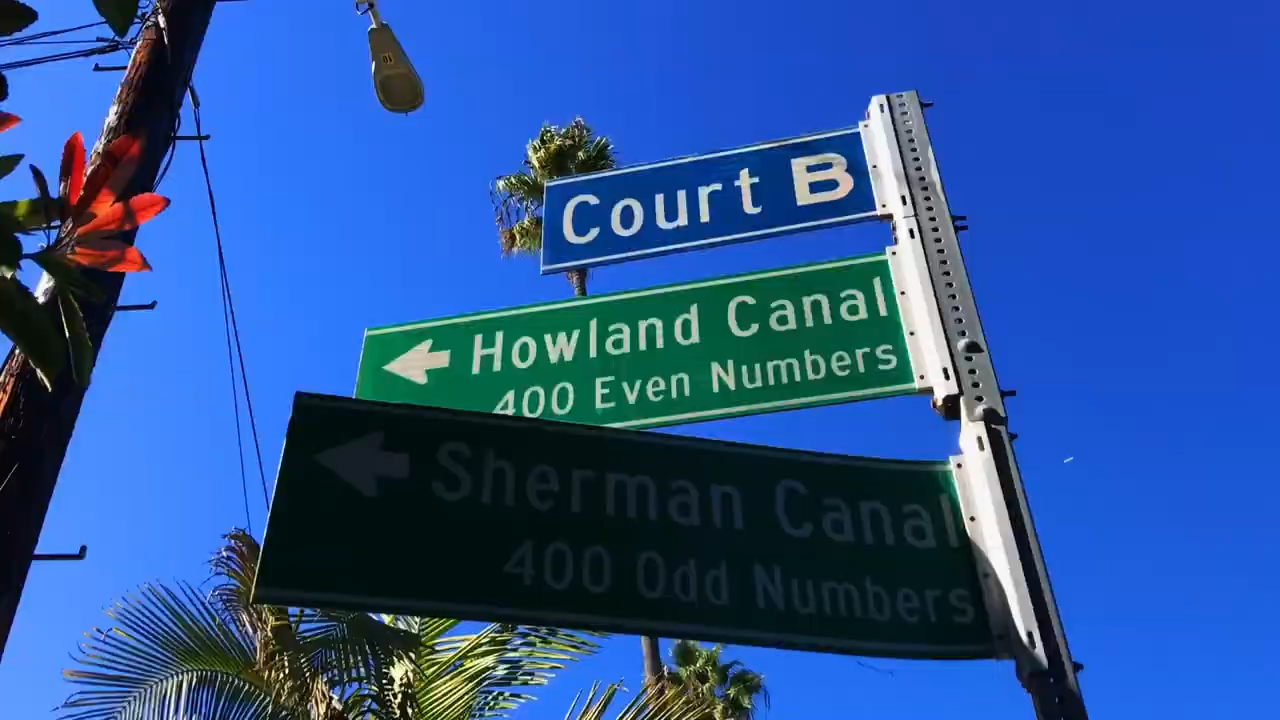 Court B
Howland Canal
400 Even Numbers
Sherman Canal
400 Odd Numbers